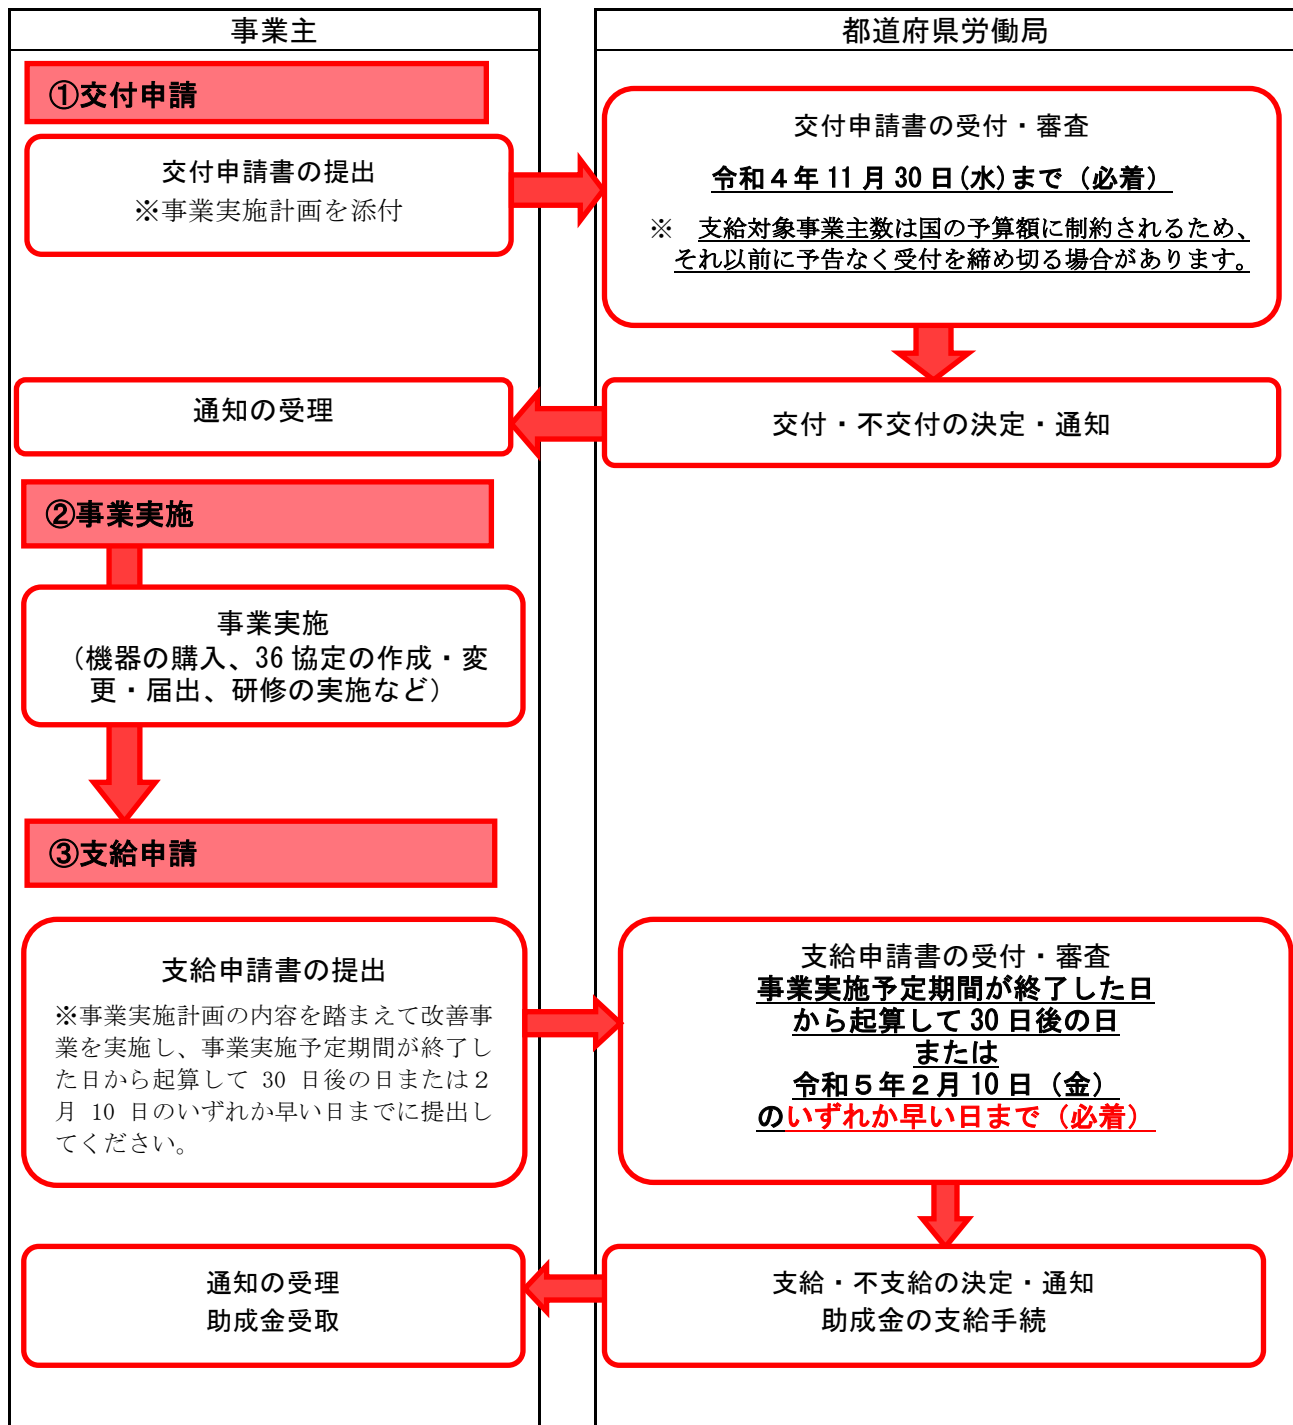 事業主
都道府県労働局
①交付申請
交付申請書の提出
※事業実施計画を添付
交付申請書の受付・審査
令和４年 11 月 30 日(水)まで（必着）
※ 支給対象事業主数は国の予算額に制約されるため、
それ以前に予告なく受付を締め切る場合があります。
交付・不交付の決定・通知
通知の受理
②事業実施
事業実施
（機器の購入、36 協定の作成・変
更・届出、研修の実施など）
③支給申請
支給申請書の提出
※事業実施計画の内容を踏まえて改善事
業を実施し、事業実施予定期間が終了し
た日から起算して 30 日後の日または２
月 10 日のいずれか早い日までに提出し
てください。
支給申請書の受付・審査
事業実施予定期間が終了した日
から起算して 30 日後の日
または
令和５年２月 10 日（金）
のいずれか早い日まで（必着）
支給・不支給の決定・通知
助成金の支給手続
通知の受理
助成金受取